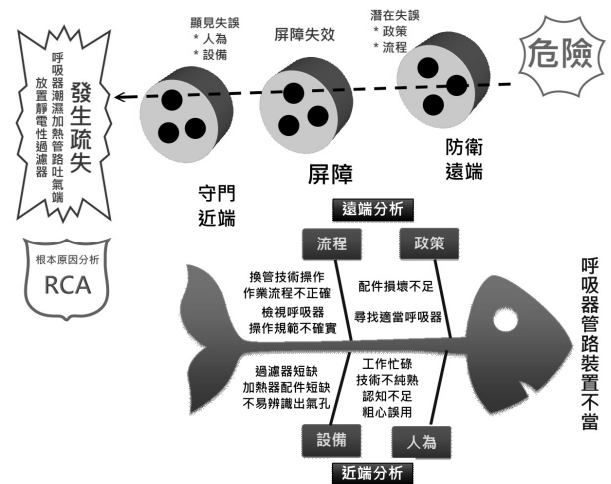 顯見失誤
* 人為
* 設備
屏障失效
潛在失誤
* 政策
* 流程
危險
發生疏失
呼吸器潮濕加熱管路吐氣端
放置靜電性過濾器
守門
近端
屏障
防衛
遠端
根本原因分析
RCA
遠端分析
流程
政策
換管技術操作
作業流程不正確
檢視呼吸器
操作規範不確實
配件損壞不足
尋找適當呼吸器
過濾器短缺
加熱器配件短缺
不易辨識出氣孔
工作忙碌
技術不純熟
認知不足
粗心誤用
設備
人為
近端分析
呼吸器管路裝置不當